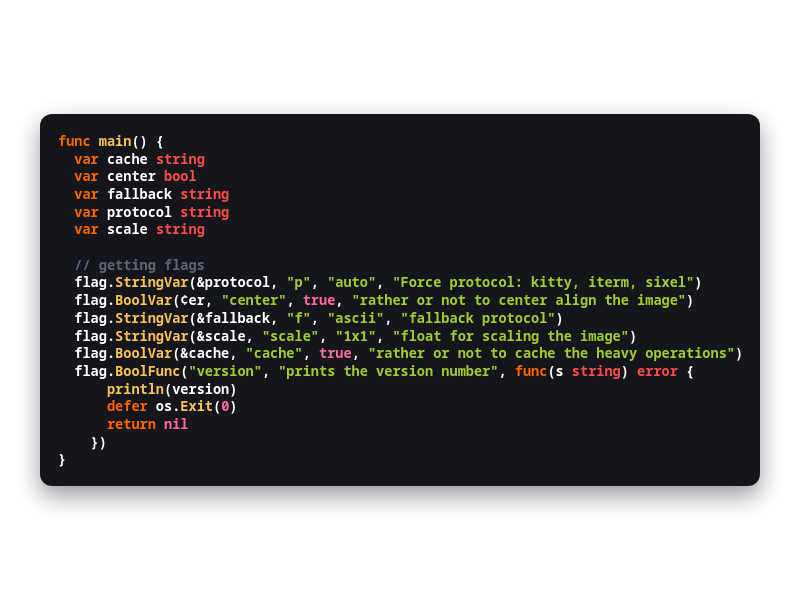 func main() {
  var cache string
  var center bool
  var fallback string
  var protocol string
  var scale string

  // getting flags
  flag.StringVar(&protocol, "p", "auto", "Force protocol: kitty, iterm, sixel")
  flag.BoolVar(¢er, "center", true, "rather or not to center align the image")
  flag.StringVar(&fallback, "f", "ascii", "fallback protocol")
  flag.StringVar(&scale, "scale", "1x1", "float for scaling the image")
  flag.BoolVar(&cache, "cache", true, "rather or not to cache the heavy operations")
  flag.BoolFunc("version", "prints the version number", func(s string) error {
      println(version)
      defer os.Exit(0)
      return nil
    })
}